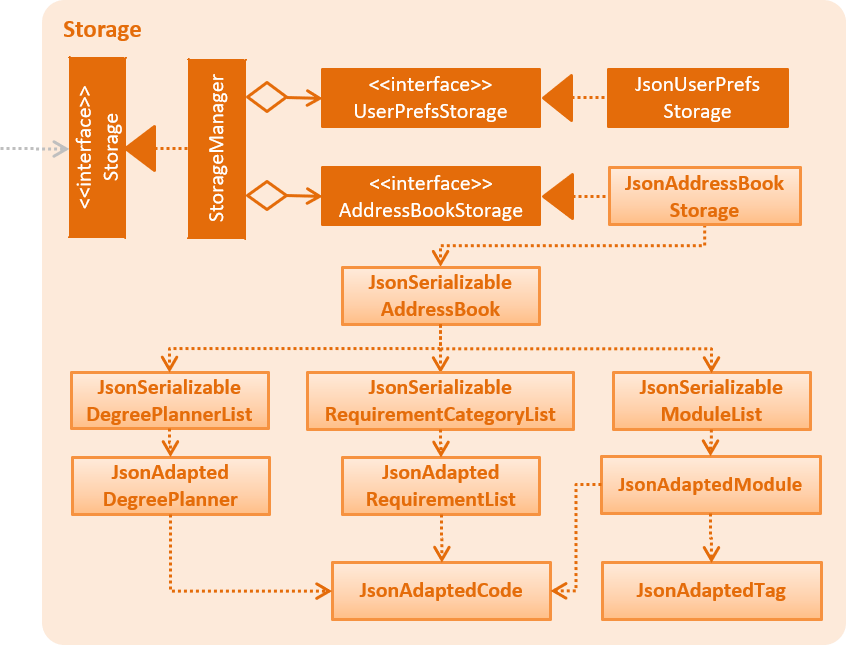 Storage
<<interface>>
Storage
StorageManager
<<interface>>
UserPrefsStorage
JsonUserPrefs
Storage
<<interface>>
AddressBookStorage
JsonAddressBook
Storage
JsonSerializable
AddressBook
JsonSerializable
DegreePlannerList
JsonSerializable
RequirementCategoryList
JsonSerializable
ModuleList
JsonAdapted
DegreePlanner
JsonAdapted
RequirementList
JsonAdaptedModule
JsonAdaptedCode
JsonAdaptedTag